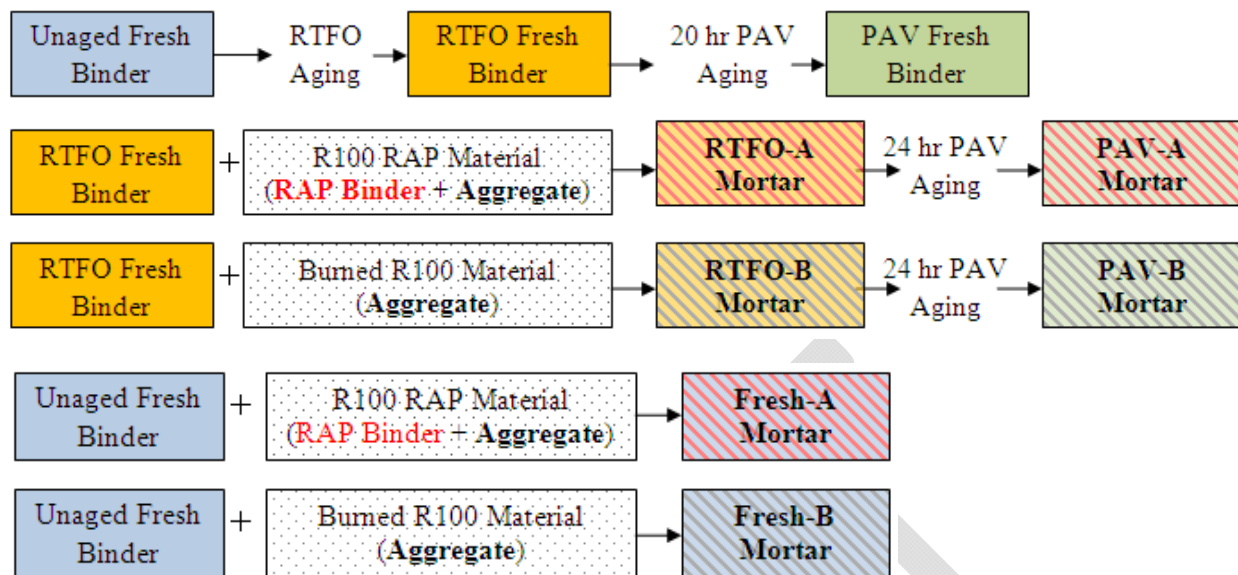 Unaged Fresh
Binder
RTFO
Aging
RTFO Fresh
Binder
20 hr PAV
Aging
PAV Fresh
Binder
RTFO Fresh
Binder
+
R100 RAP Material
(RAP Binder + Aggregate)
RTFO-A
Mortar
24 hr PAV
Aging
PAV-A
Mortar
RTFO Fresh
Binder
+
Burned R100 Material
(Aggregate)
RTFO-B
Mortar
24 hr PAV
Aging
PAV-B
Mortar
Unaged Fresh
Binder
+
R100 RAP Material
(RAP Binder + Aggregate)
Fresh-A
Mortar
Unaged Fresh
Binder
+
Burned R100 Material
(Aggregate)
Fresh-B
Mortar